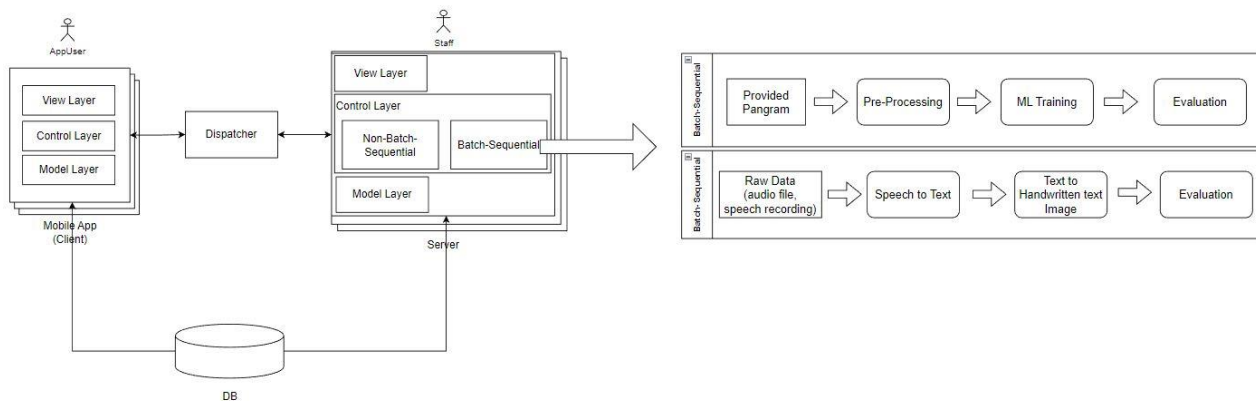 AppUser
View Layer
Control Layer
Model Layer
Mobile App
(Client)
Dispatcher
Staff
View Layer
Control Layer
Non-Batch-
Sequential
Batch-Sequential
Model Layer
Server
DB
Batch-Sequential
Provided
Pangram
Pre-Processing
ML Training
Evaluation
Batch-Sequential
Raw Data
(audio file,
speech recording)
Speech to Text
Text to
Handwritten text
Image
Evaluation